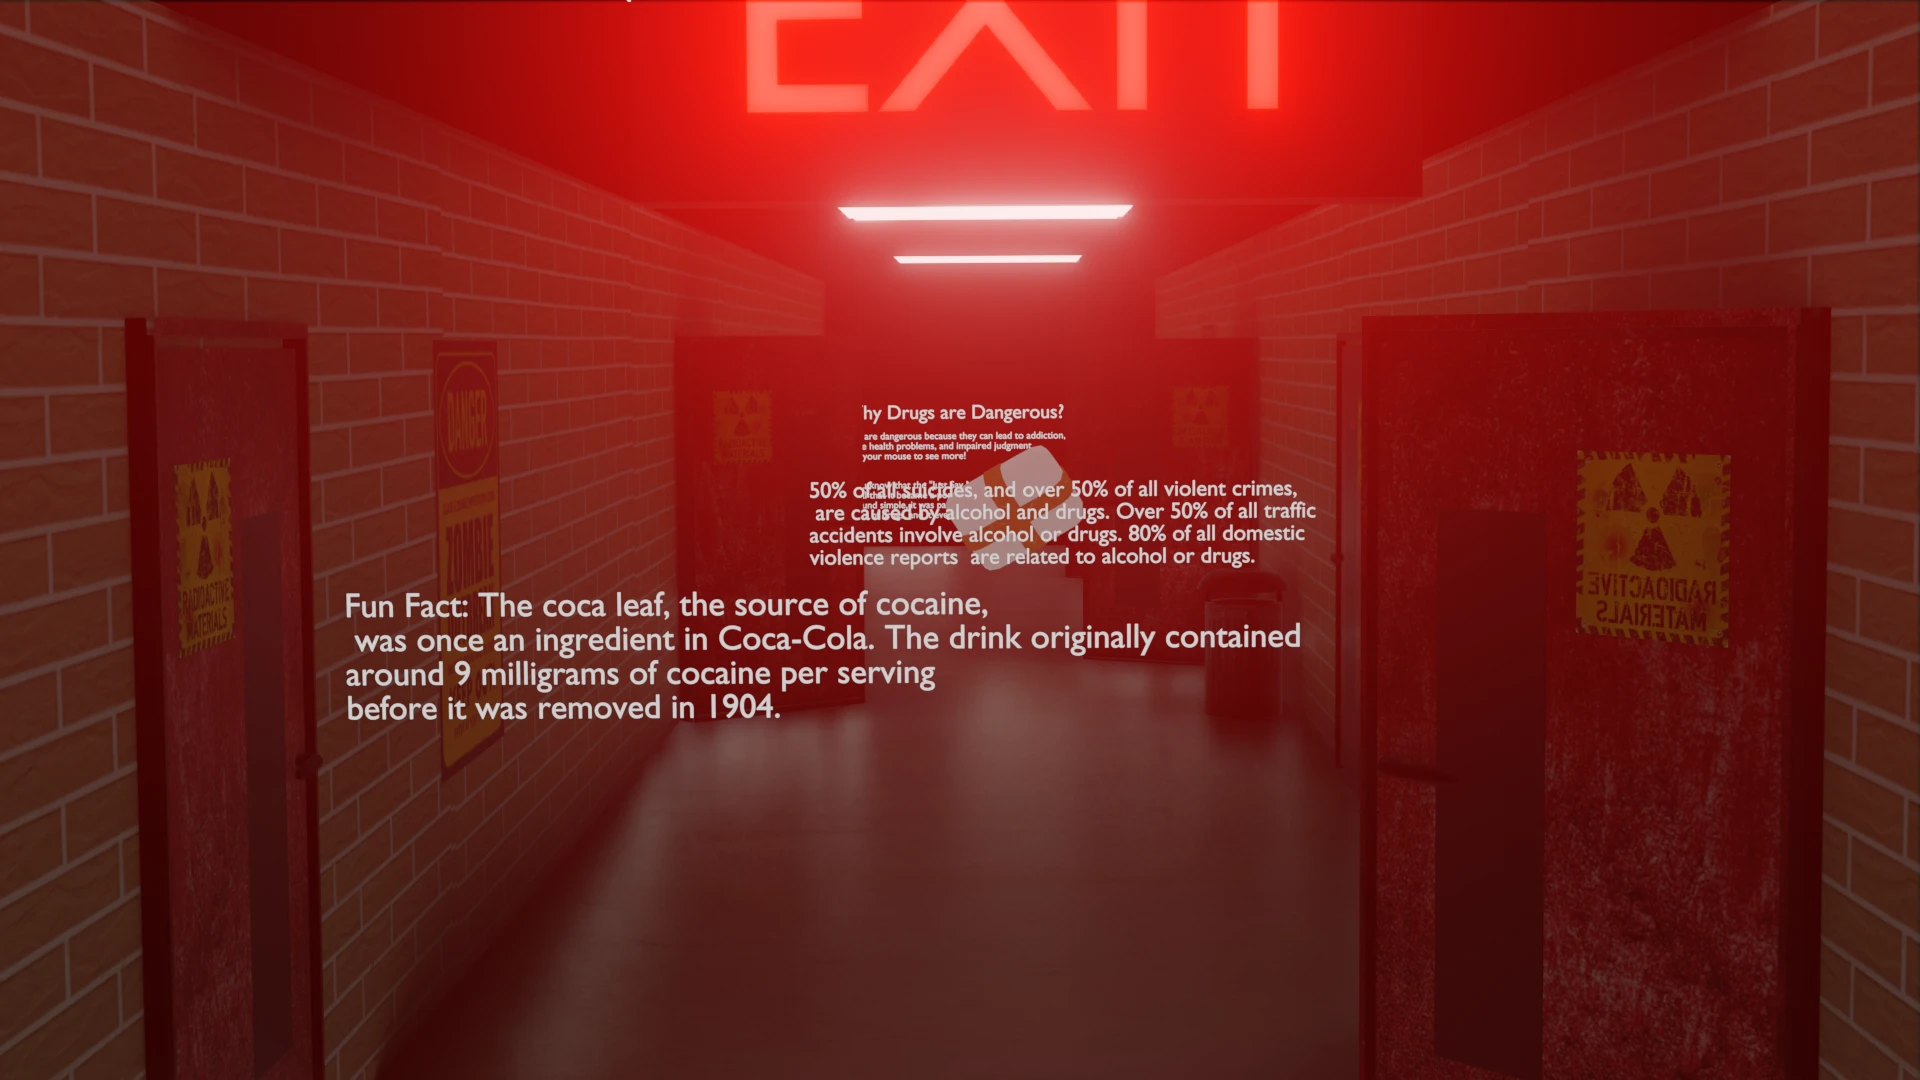 EXIT
DANGER
ZOMBIE
RADIOACTIVE
MATERIALS
hy Drugs are Dangerous?
are dangerous because they can lead to addiction,
e health problems, and impaired judgment
your mouse to see more!
50% of all suicides, and over 50% of all violent crimes,
are caused by alcohol and drugs. Over 50% of all traffic
accidents involve alcohol or drugs. 80% of all domestic
violence reports are related to alcohol or drugs.
Fun Fact: The coca leaf, the source of cocaine,
was once an ingredient in Coca-Cola. The drink originally contained
around 9 milligrams of cocaine per serving
before it was removed in 1904.
RADIOACTIVE
MATERIALS